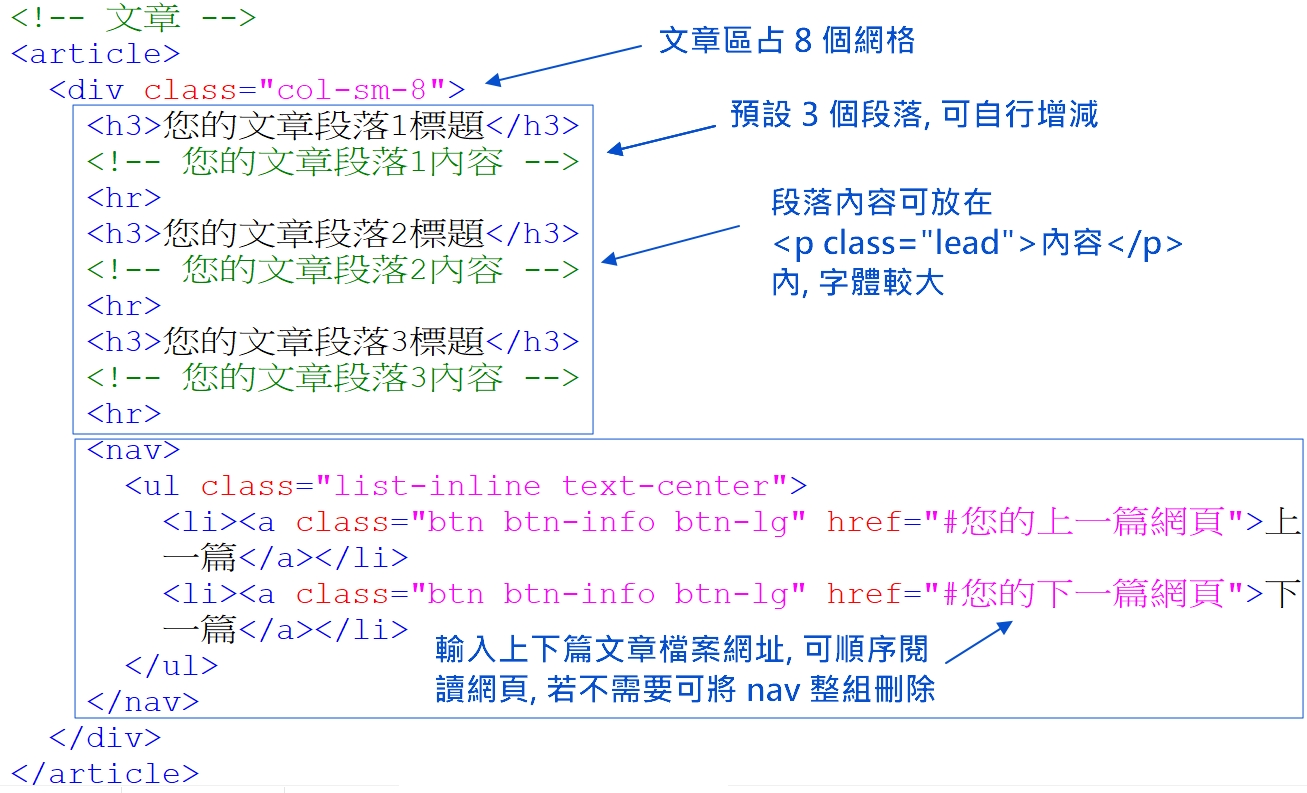 <!-- 文章 -->
<article>
<div class="col-sm-8">
文章區占 8 個網格
<h3>您的文章段落1標題</h3>
<!-- 您的文章段落1內容 -->
<hr>
預設 3 個段落, 可自行增減
<h3>您的文章段落2標題</h3>
<!-- 您的文章段落2內容 -->
<hr>
段落內容可放在
<p class="lead">內容</p>
內, 字體較大
<h3>您的文章段落3標題</h3>
<!-- 您的文章段落3內容 -->
<hr>
<nav>
<ul class="list-inline text-center">
<li><a class="btn btn-info btn-lg" href="#您的上一篇網頁">上
一篇</a></li>
<li><a class="btn btn-info btn-lg" href="#您的下一篇網頁">下
一篇</a></li>
輸入上下篇文章檔案網址, 可順序閱
讀網頁, 若不需要可將 nav 整組刪除
</ul>
</nav>
</div>
</article>